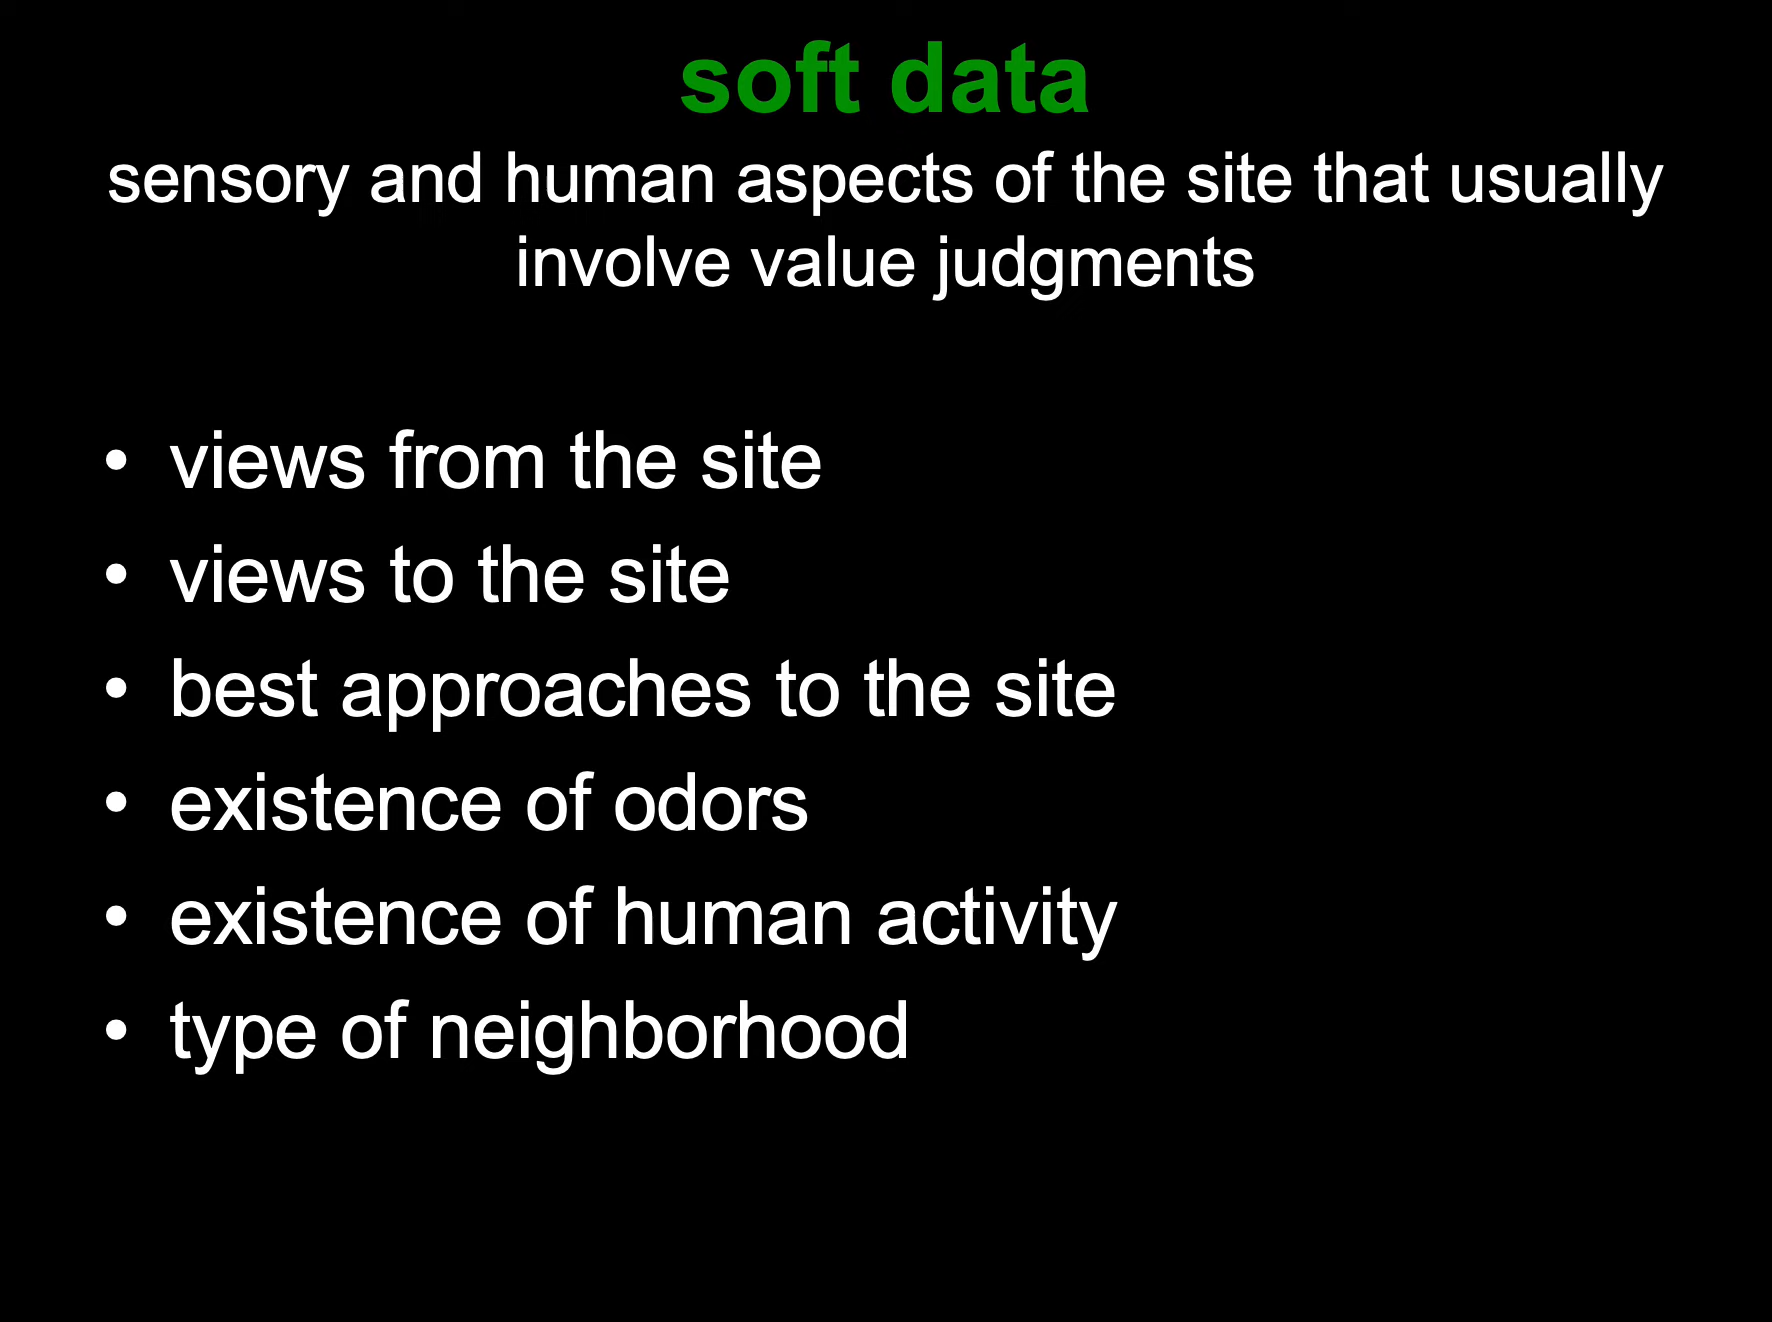 soft data
sensory and human aspects of the site that usually
involve value judgments
• views from the site
• views to the site
• best approaches to the site
• existence of odors
• existence of human activity
• type of neighborhood